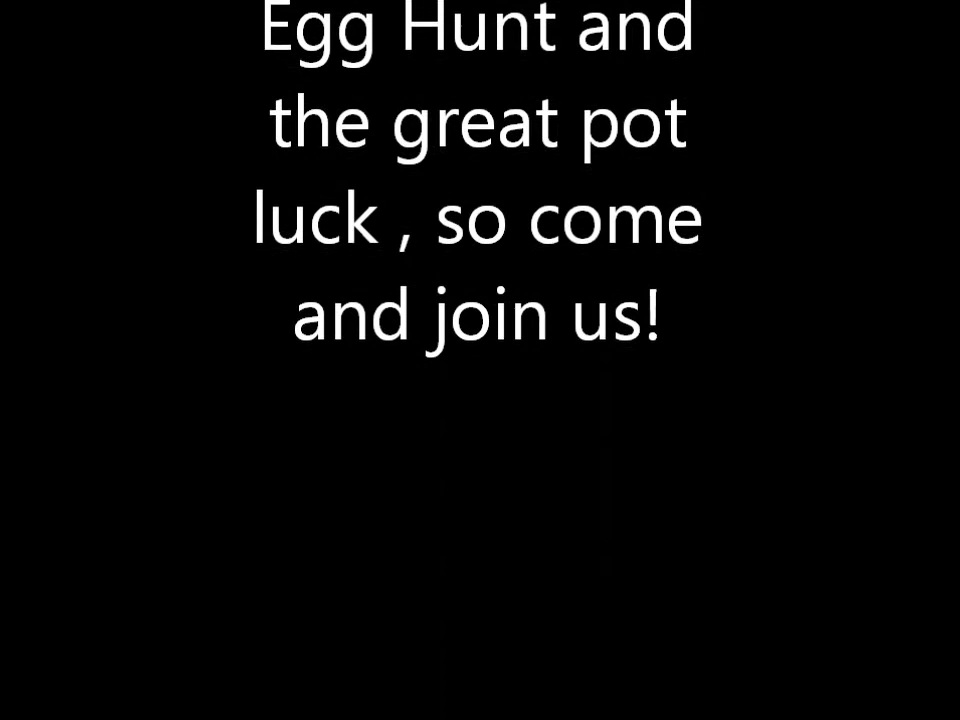 Egg Hunt and
the great pot
luck , so come
and join us!